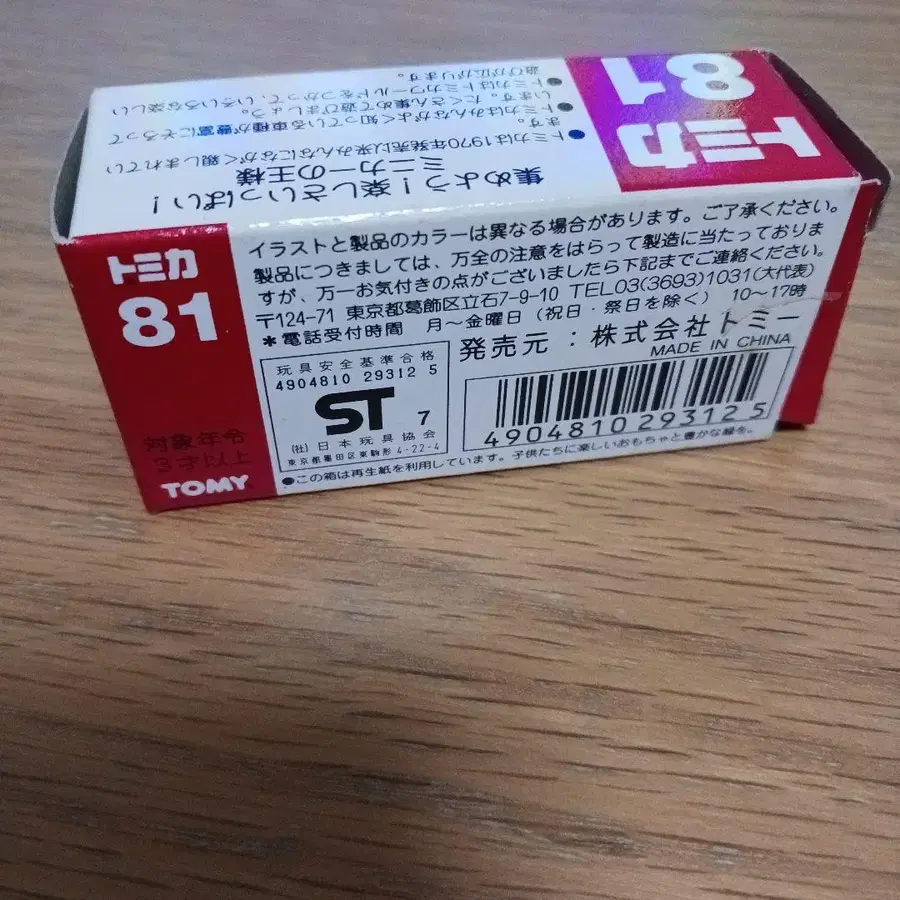 トミカ
81
集めよう！楽しさいっぱい！
ミニカーの王様
●トミカは1970年発売以来みんなにながく親しまれてい
ます。
●トミカはみんながよく知っている車種が豊富にそろって
います。たくさん集めて遊びましょう。
●トミカはトミカワールドをつかって、いろいろな楽しい
遊びが広がります。
トミカ
81
対象年令
3才以上
TOMY
イラストと製品のカラーは異なる場合があります。ご了承ください。
製品につきましては、万全の注意をはらって製造に当たっておりま
すが、万一お気付きの点がございましたら下記までご連絡ください。
〒124-71 東京都葛飾区立石7-9-10 TEL03(3693)1031(大代表)
＊電話受付時間 月～金曜日（祝日・祭日を除く） 10～17時
発売元：株式会社トミー
MADE IN CHINA
玩具安全基準合格
4904810 29312 5
ST 7
(社)日本玩具協会
東京都墨田区東駒形4-22-4
4904810 293125
●この箱は再生紙を利用しています。子供たちに楽しいおもちゃと豊かな緑を。